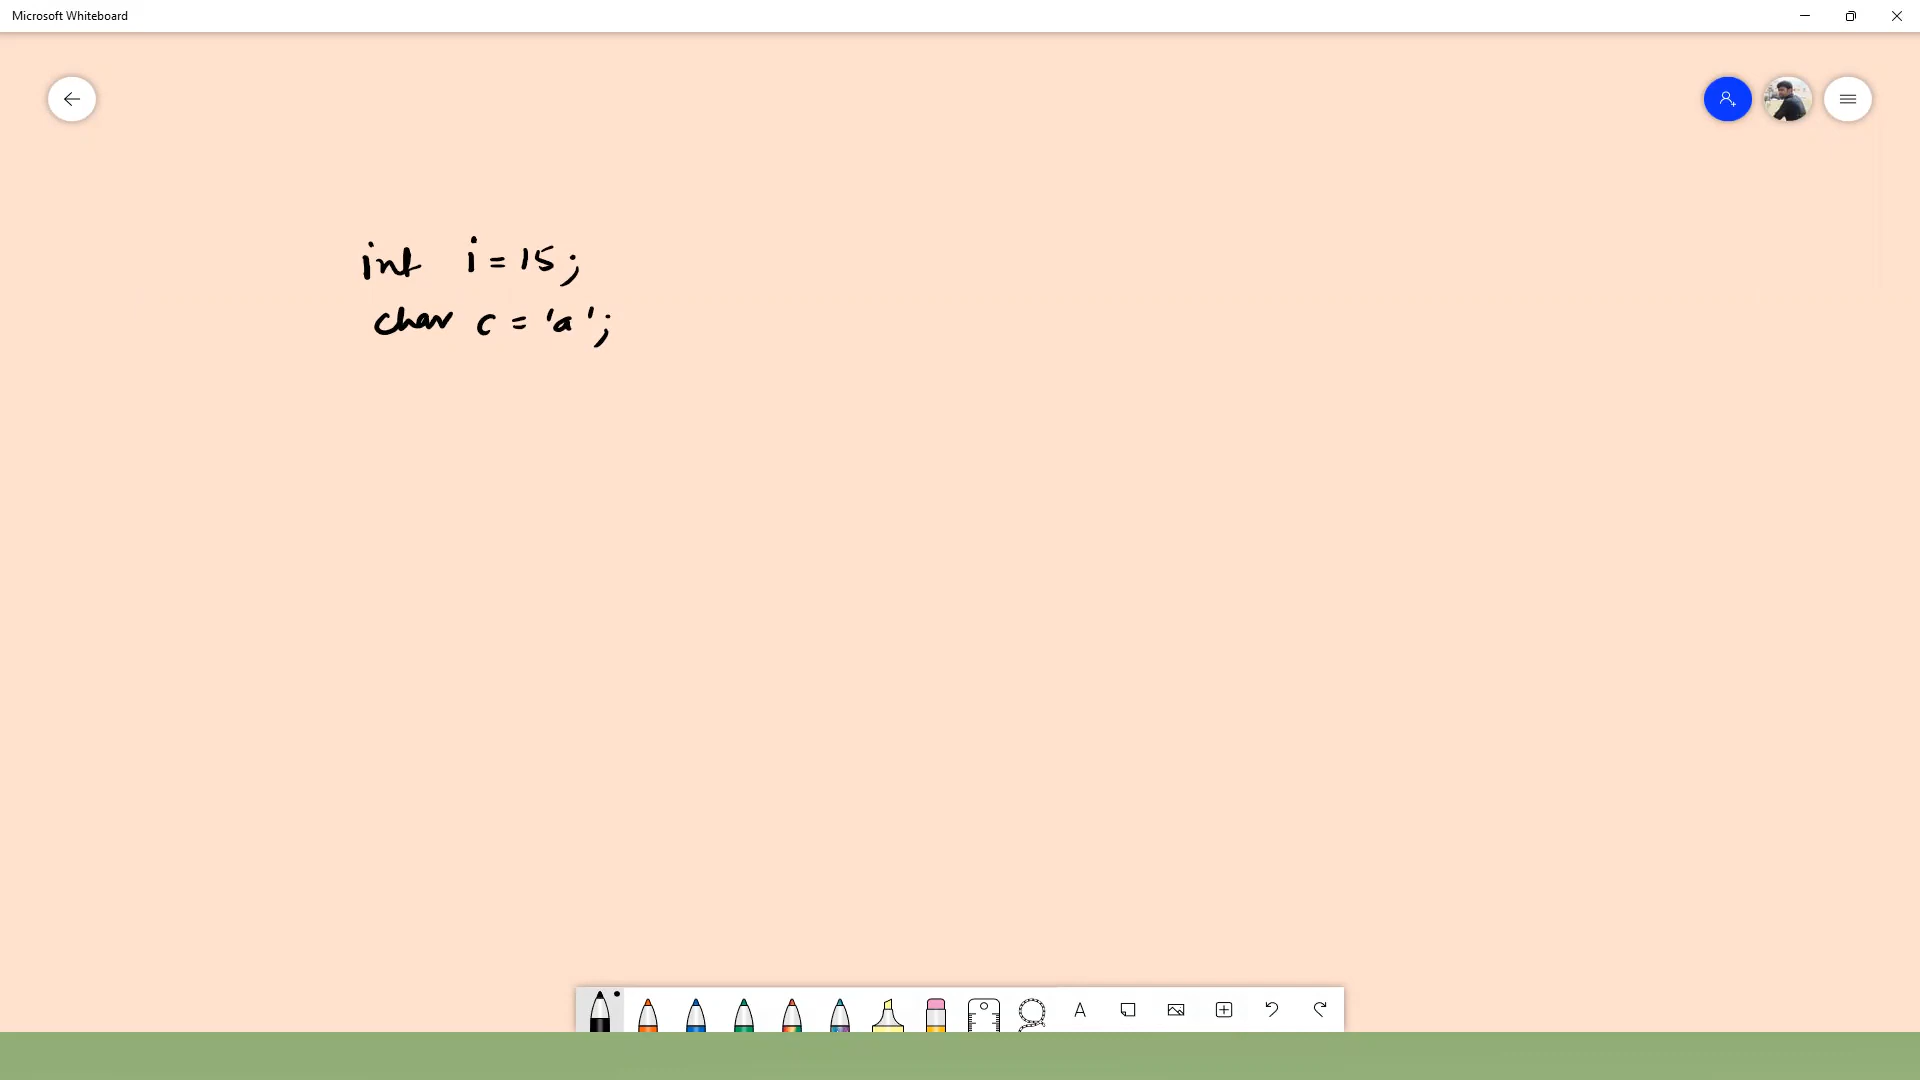 Microsoft Whiteboard
int i = 15;
char c = 'a';
A